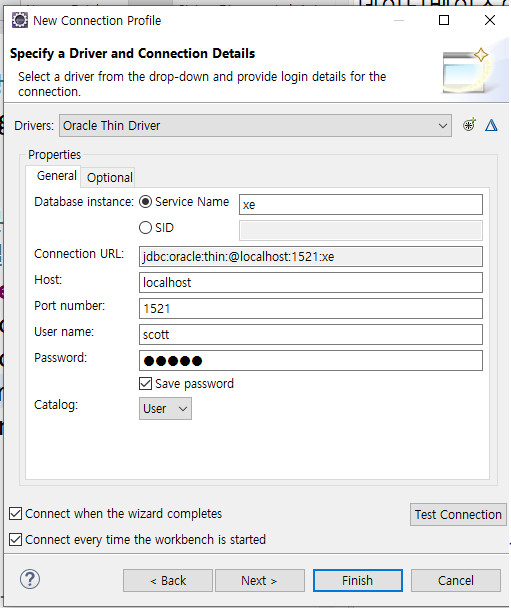 New Connection Profile
Specify a Driver and Connection Details
Select a driver from the drop-down and provide login details for the
connection.
Drivers: Oracle Thin Driver
Properties
General Optional
Database instance: Service Name xe
SID
Connection URL: jdbc:oracle:thin:@localhost:1521:xe
Host: localhost
Port number: 1521
User name: scott
Password: ●●●●●
Save password
Catalog: User
Connect when the wizard completes Test Connection
Connect every time the workbench is started
? < Back Next > Finish Cancel